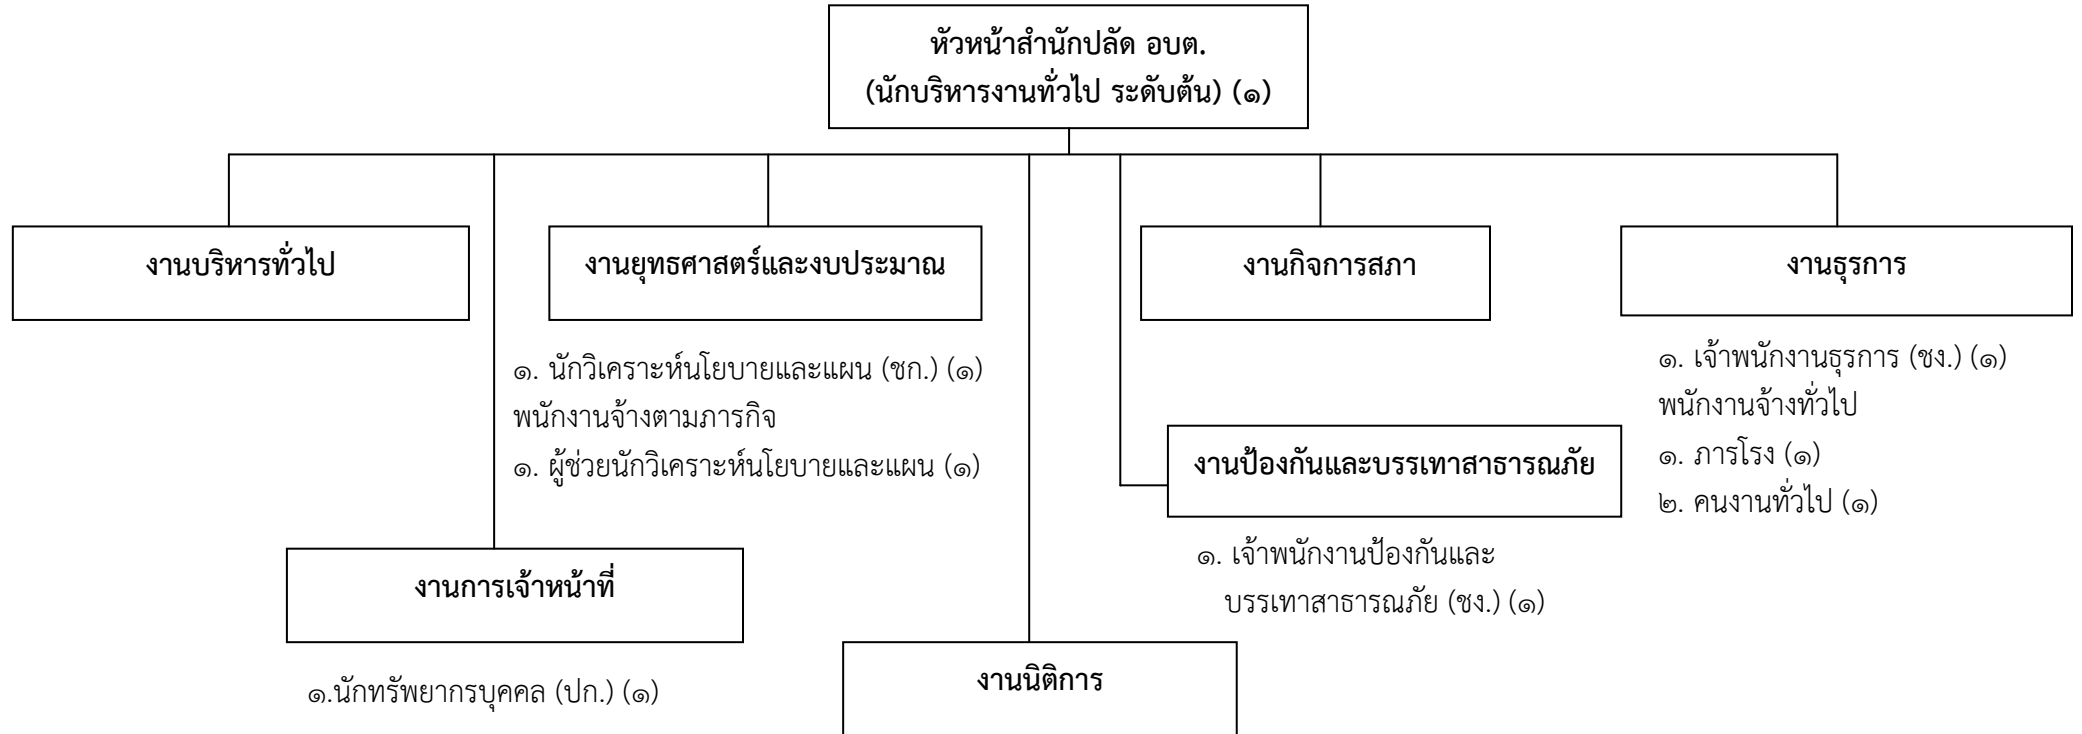 หัวหน้าสำนักปลัด อบต.
(นักบริหารงานทั่วไป ระดับต้น) (๑)
งานบริหารทั่วไป
งานยุทธศาสตร์และงบประมาณ
๑. นักวิเคราะห์นโยบายและแผน (ชก.) (๑)
พนักงานจ้างตามภารกิจ
๑. ผู้ช่วยนักวิเคราะห์นโยบายและแผน (๑)
งานกิจการสภา
งานธุรการ
๑. เจ้าพนักงานธุรการ (ชง.) (๑)
พนักงานจ้างทั่วไป
๑. ภารโรง (๑)
๒. คนงานทั่วไป (๑)
งานป้องกันและบรรเทาสาธารณภัย
๑. เจ้าพนักงานป้องกันและ
บรรเทาสาธารณภัย (ชง.) (๑)
งานการเจ้าหน้าที่
๑.นักทรัพยากรบุคคล (ปก.) (๑)
งานนิติการ